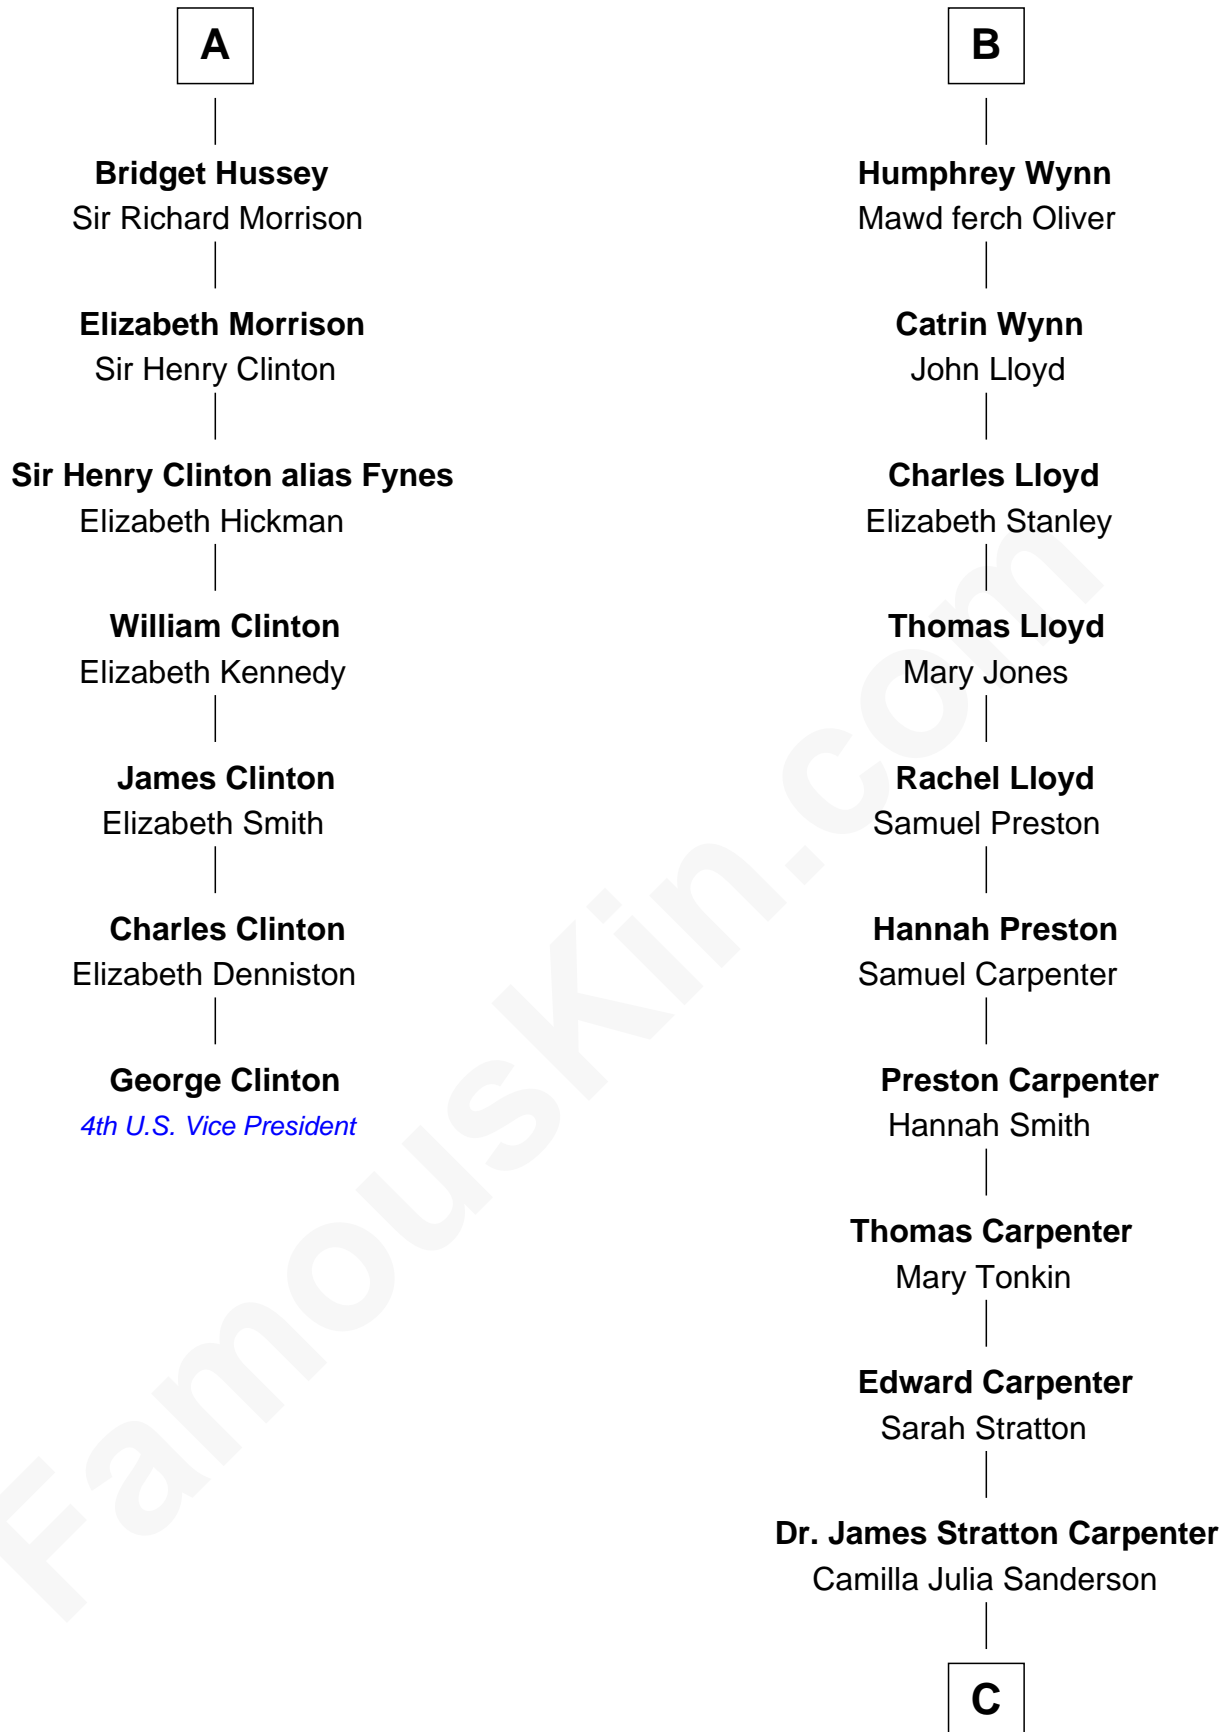 A
Bridget Hussey
Sir Richard Morrison
Elizabeth Morrison
Sir Henry Clinton
Sir Henry Clinton alias Fynes
Elizabeth Hickman
William Clinton
Elizabeth Kennedy
James Clinton
Elizabeth Smith
Charles Clinton
Elizabeth Denniston
George Clinton
4th U.S. Vice President
B
Humphrey Wynn
Mawd ferch Oliver
Catrin Wynn
John Lloyd
Charles Lloyd
Elizabeth Stanley
Thomas Lloyd
Mary Jones
Rachel Lloyd
Samuel Preston
Hannah Preston
Samuel Carpenter
Preston Carpenter
Hannah Smith
Thomas Carpenter
Mary Tonkin
Edward Carpenter
Sarah Stratton
Dr. James Stratton Carpenter
Camilla Julia Sanderson
C
FamousKin.com